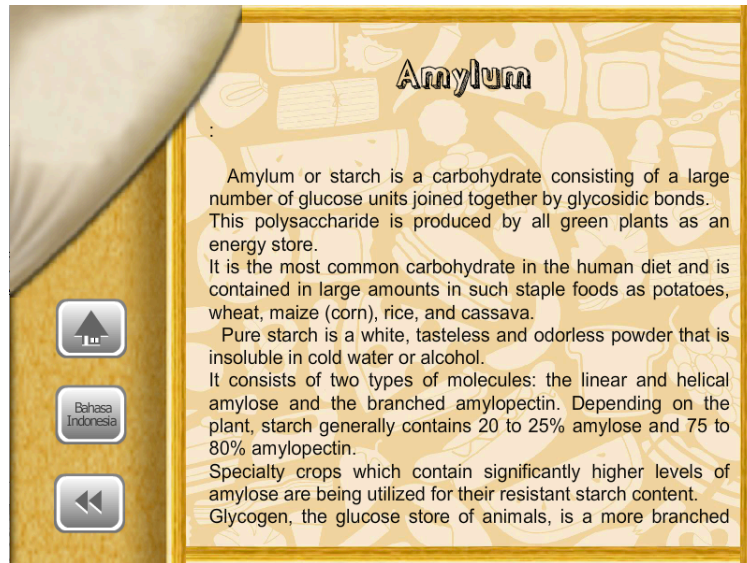 Amylum
:
Amylum or starch is a carbohydrate consisting of a large
number of glucose units joined together by glycosidic bonds.
This polysaccharide is produced by all green plants as an
energy store.
It is the most common carbohydrate in the human diet and is
contained in large amounts in such staple foods as potatoes,
wheat, maize (corn), rice, and cassava.
Pure starch is a white, tasteless and odorless powder that is
insoluble in cold water or alcohol.
It consists of two types of molecules: the linear and helical
amylose and the branched amylopectin. Depending on the
plant, starch generally contains 20 to 25% amylose and 75 to
80% amylopectin.
Specialty crops which contain significantly higher levels of
amylose are being utilized for their resistant starch content.
Glycogen, the glucose store of animals, is a more branched
Bahasa
Indonesia